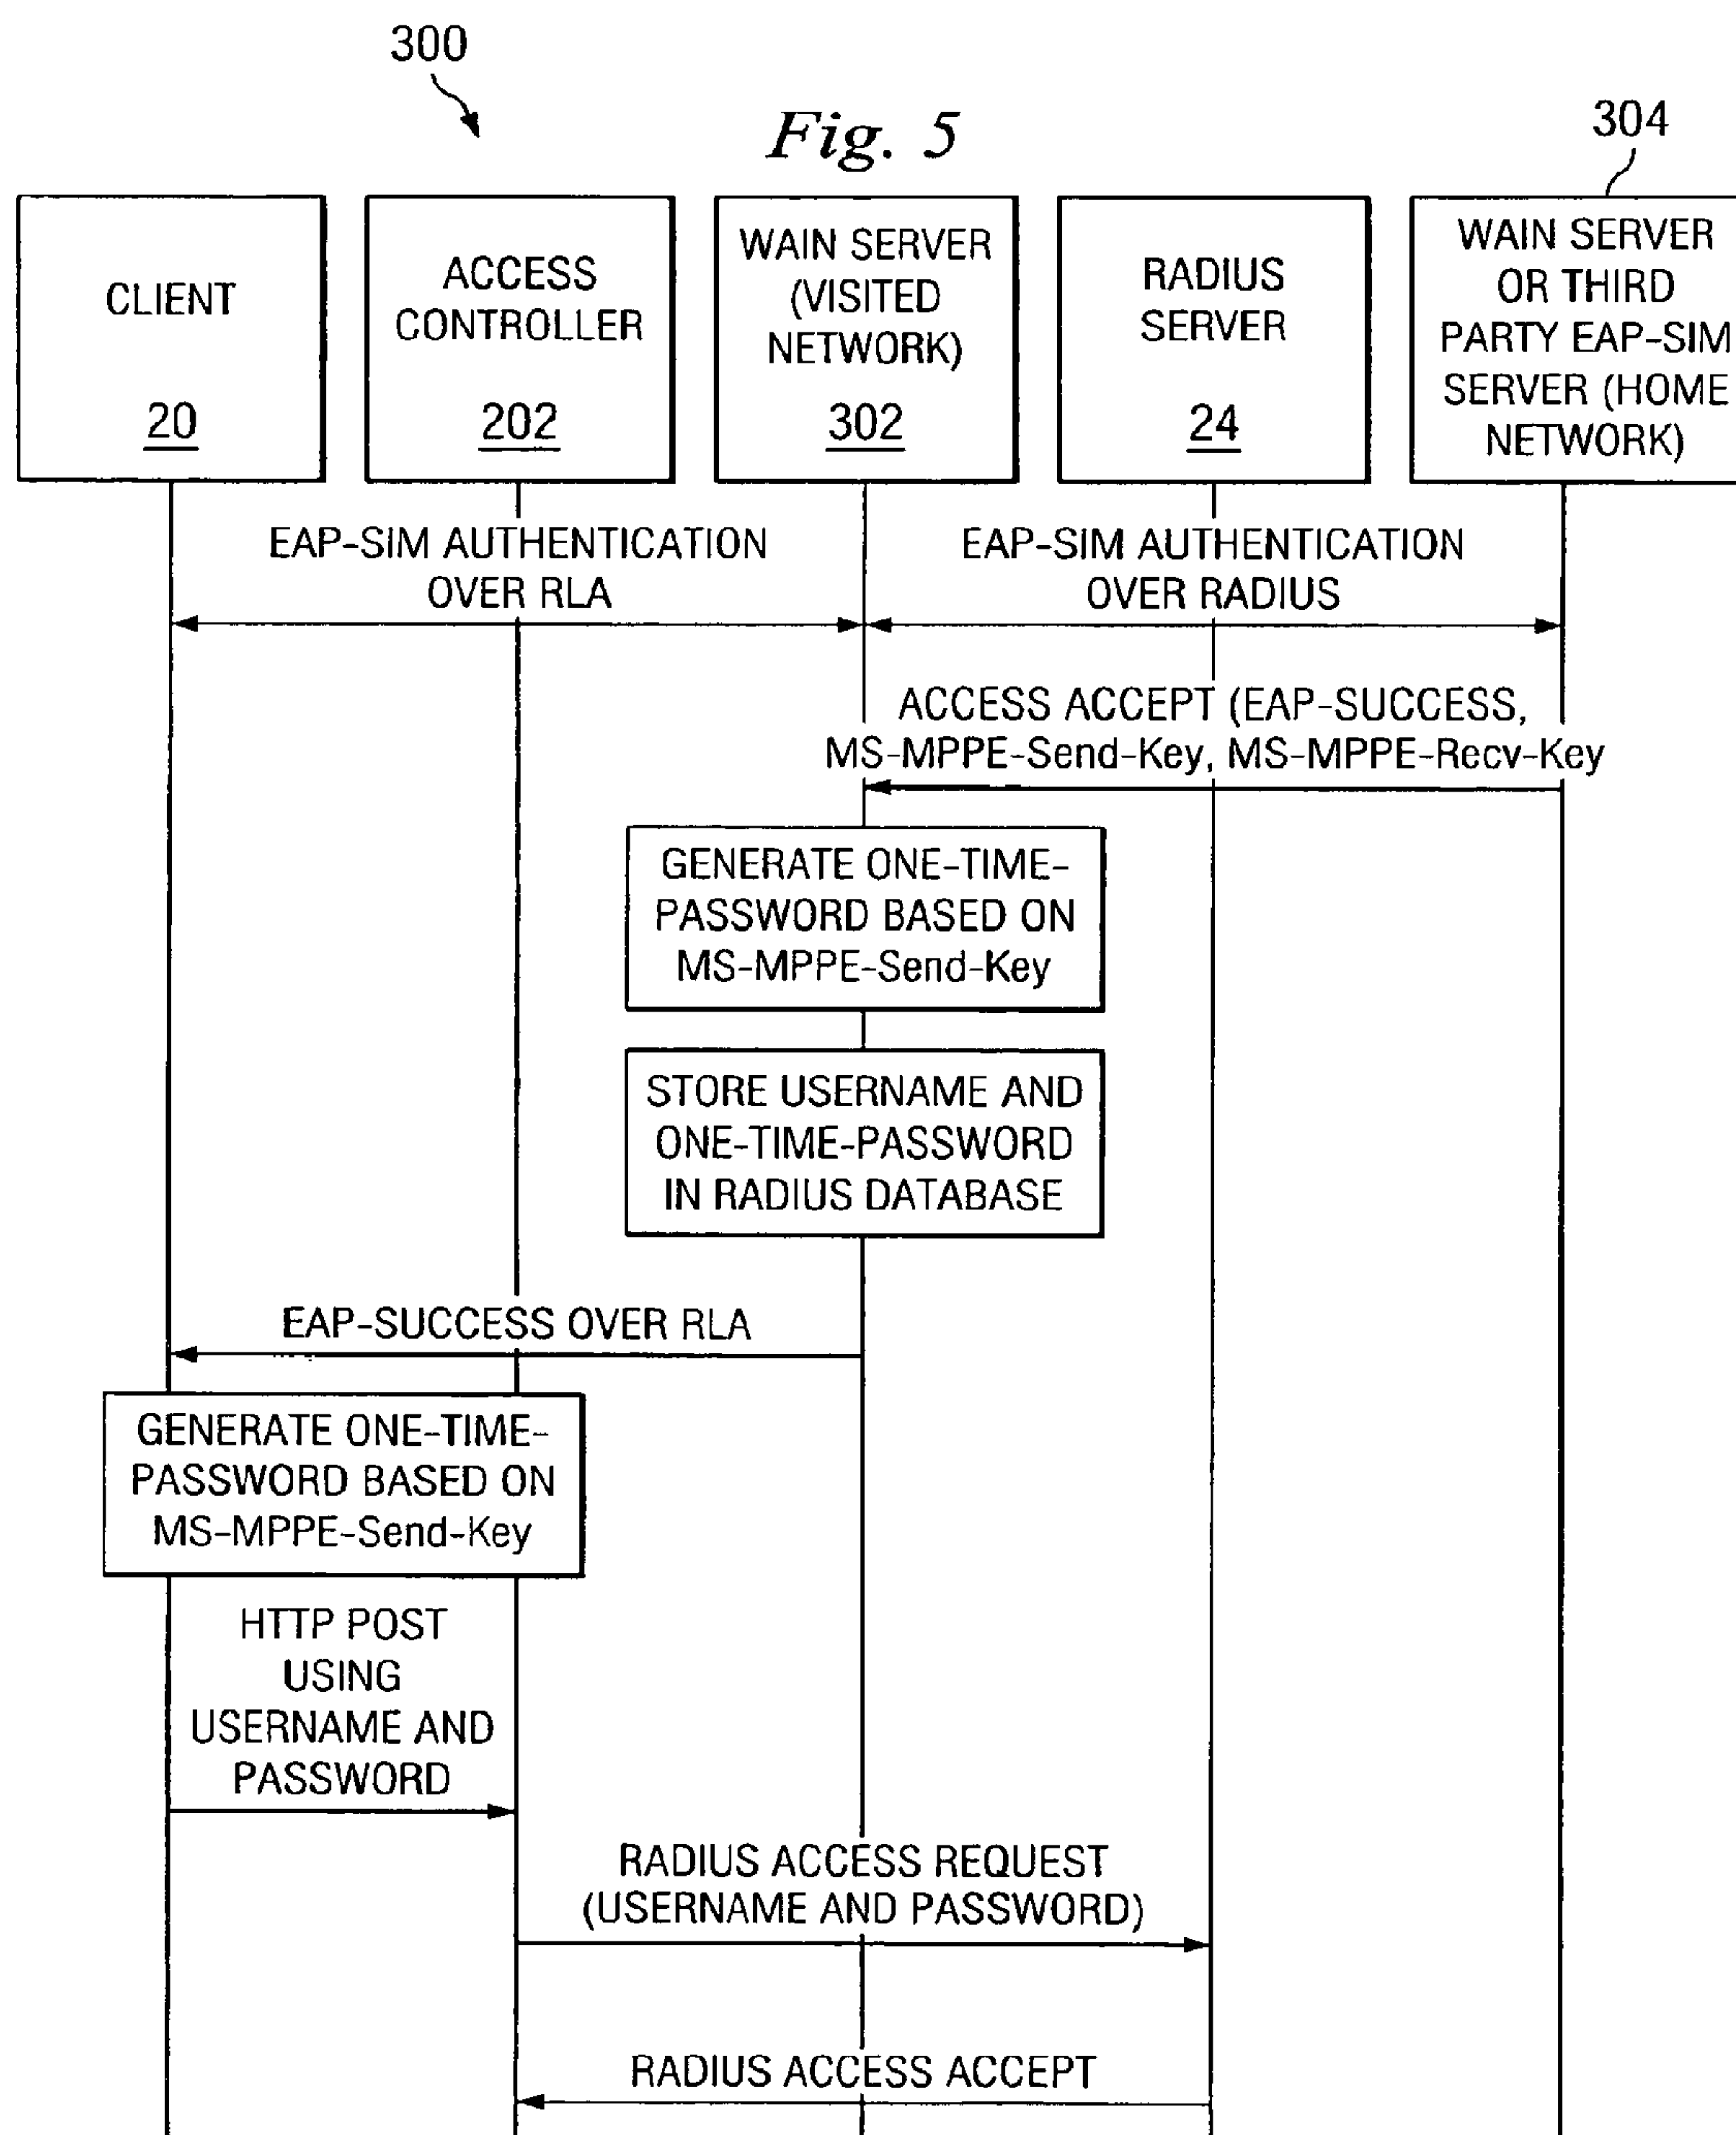 300
Fig. 5
304
CLIENT
20
ACCESS
CONTROLLER
202
WAIN SERVER
(VISITED
NETWORK)
302
RADIUS
SERVER
24
WAIN SERVER
OR THIRD
PARTY EAP-SIM
SERVER (HOME
NETWORK)
EAP-SIM AUTHENTICATION
OVER RLA
EAP-SIM AUTHENTICATION
OVER RADIUS
ACCESS ACCEPT (EAP-SUCCESS,
MS-MPPE-Send-Key, MS-MPPE-Recv-Key
GENERATE ONE-TIME-
PASSWORD BASED ON
MS-MPPE-Send-Key
STORE USERNAME AND
ONE-TIME-PASSWORD
IN RADIUS DATABASE
EAP-SUCCESS OVER RLA
GENERATE ONE-TIME-
PASSWORD BASED ON
MS-MPPE-Send-Key
HTTP POST
USING
USERNAME AND
PASSWORD
RADIUS ACCESS REQUEST
(USERNAME AND PASSWORD)
RADIUS ACCESS ACCEPT